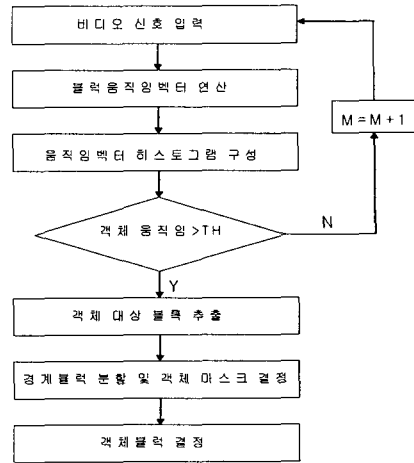 비디오 신호 입력
블럭움직임벡터 연산
M = M + 1
움직임벡터 히스토그램 구성
객체 움직임 >TH
N
Y
객체 대상 블록 추출
경계블럭 분할 및 객체 마스크 결정
객체블럭 결정